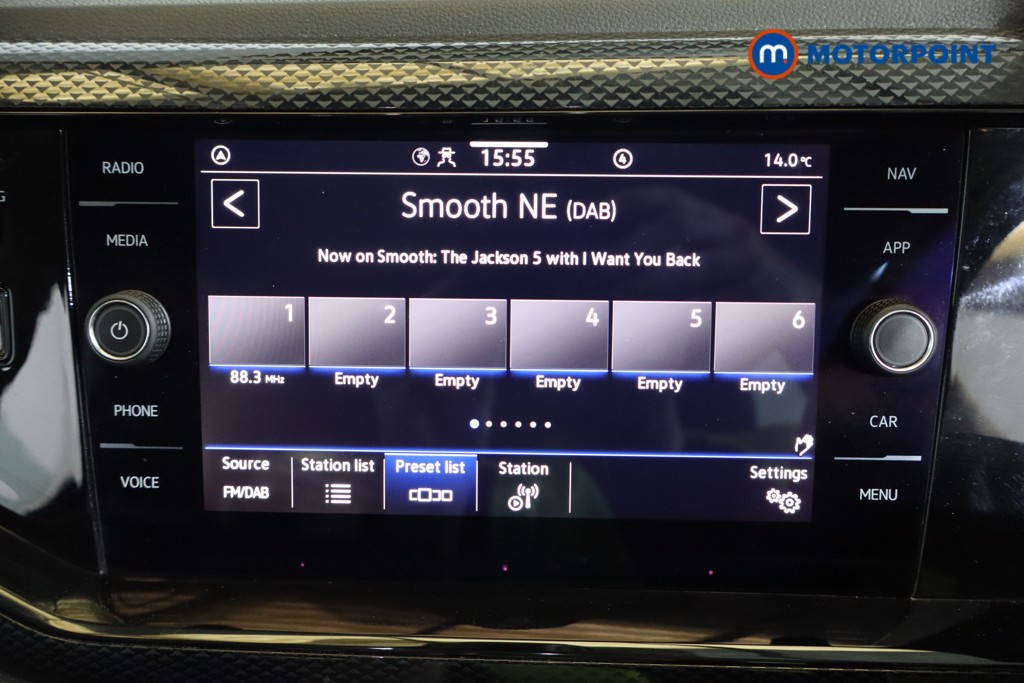 m MOTORPOINT
RADIO
MEDIA
PHONE
VOICE
15:55
4
14.0°C
<
Smooth NE (DAB)
>
Now on Smooth: The Jackson 5 with I Want You Back
1 2 3 4 5 6
88.3 MHz Empty Empty Empty Empty Empty
Source Station list Preset list Station Settings
FM/DAB
NAV
APP
CAR
MENU